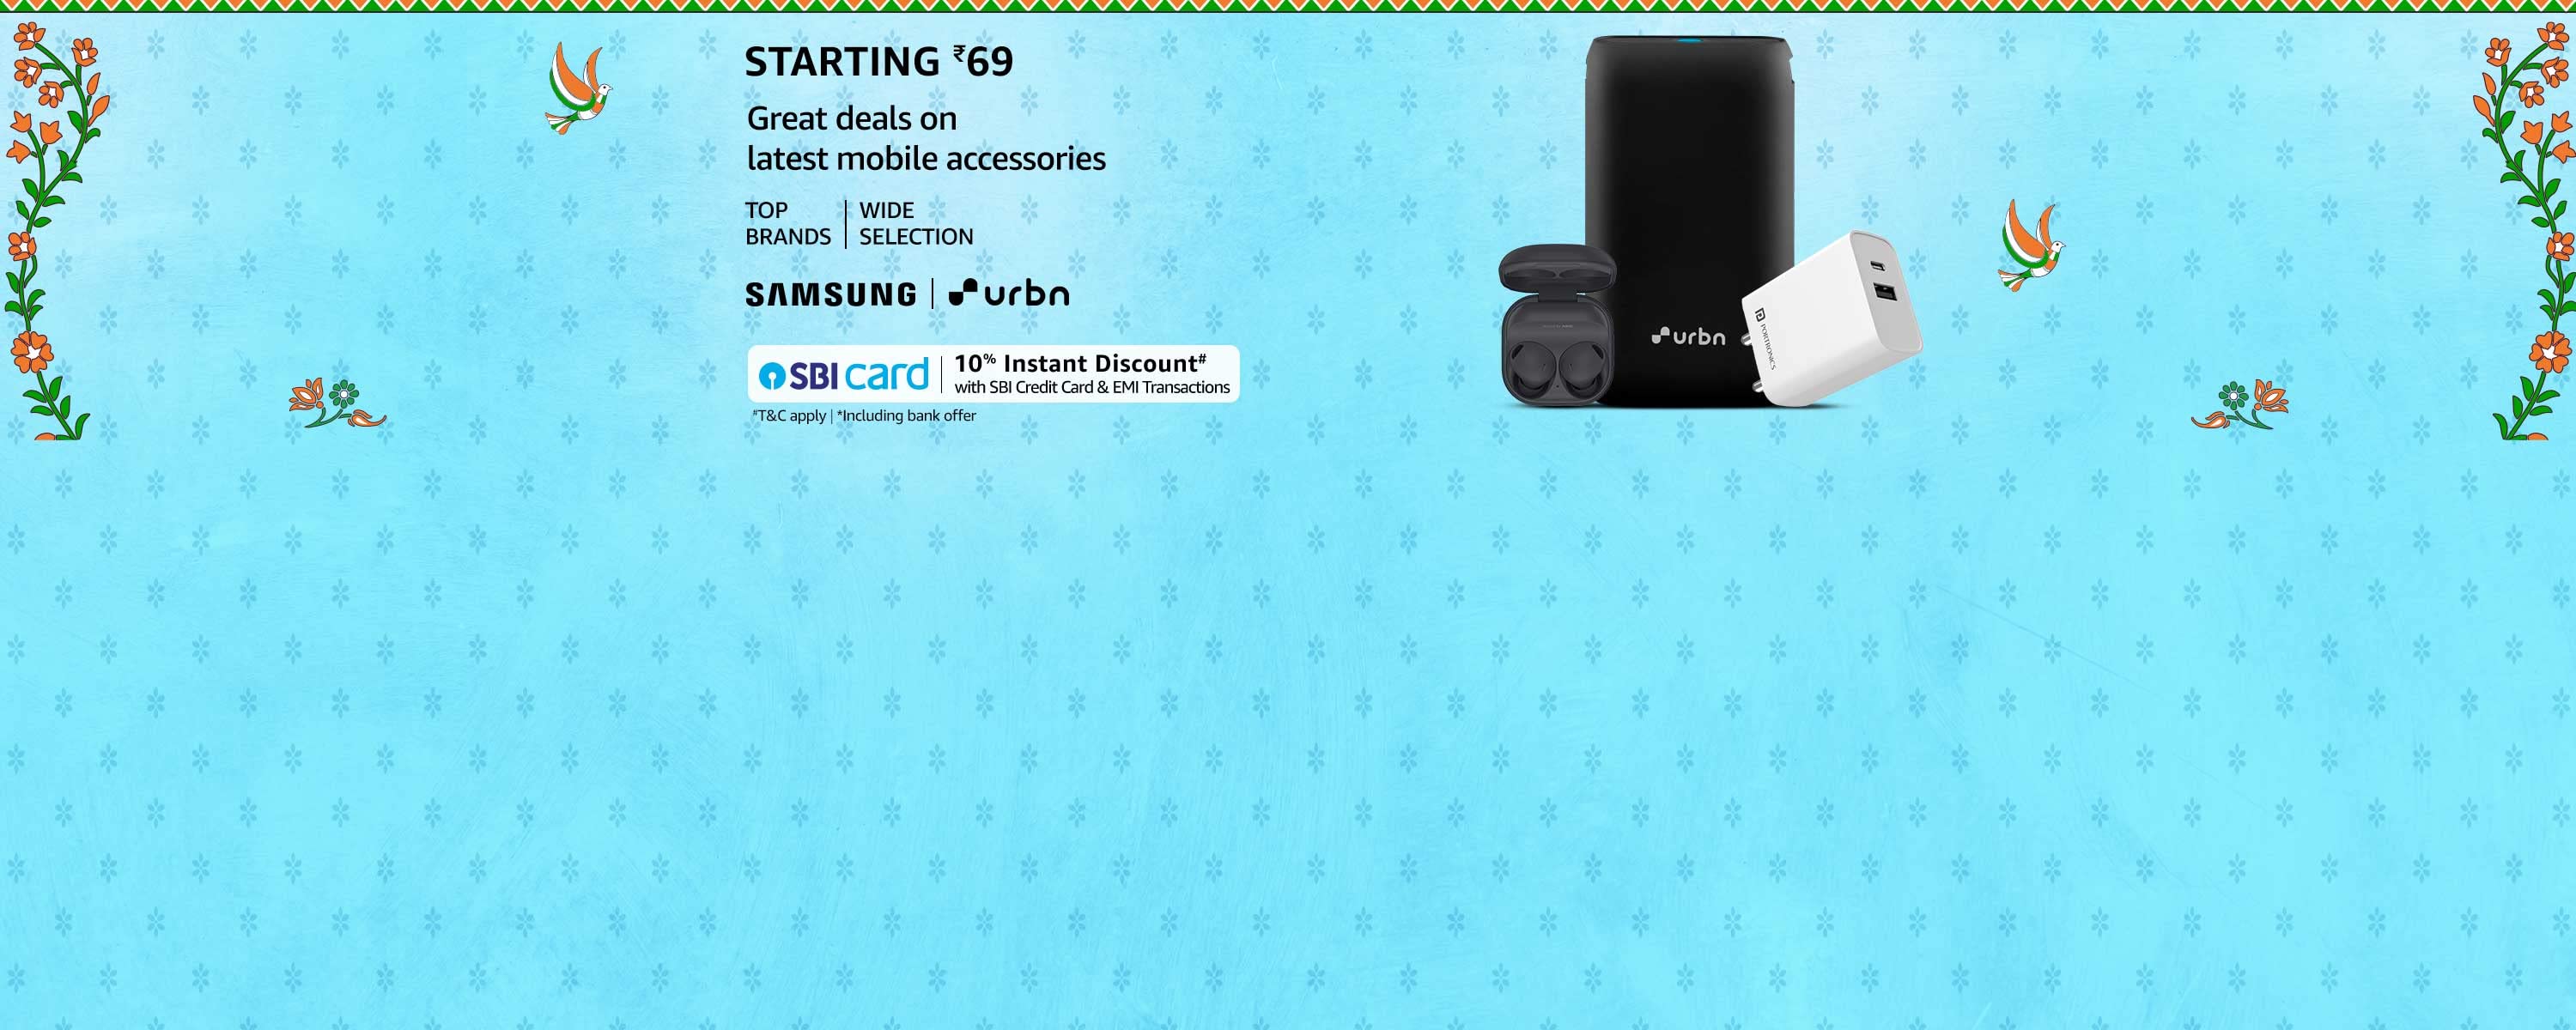 STARTING ₹69
Great deals on
latest mobile accessories
TOP BRANDS | WIDE SELECTION
SAMSUNG | urbn
SBI card | 10% Instant Discount#
with SBI Credit Card & EMI Transactions
#T&C apply | *Including bank offer
urbn
PORTRONICS